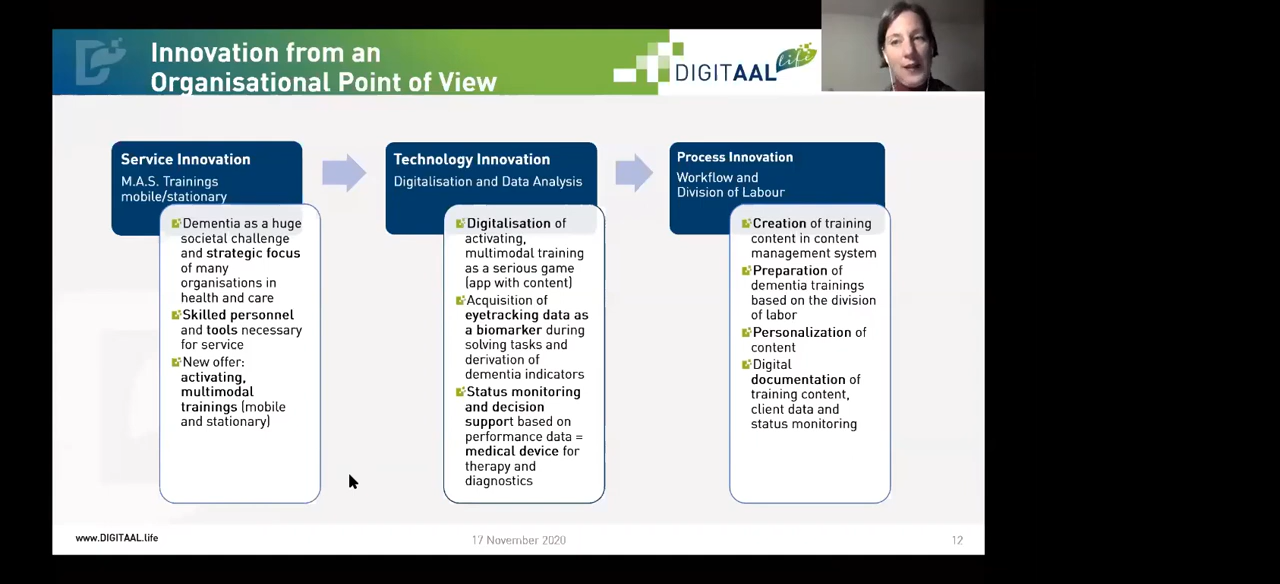 Innovation from an
Organisational Point of View
DIGITAAL life
Service Innovation
M.A.S. Trainings
mobile/stationary
Dementia as a huge
societal challenge
and strategic focus
of many
organisations in
health and care
Skilled personnel
and tools necessary
for service
New offer:
activating,
multimodal
trainings (mobile
and stationary)
Technology Innovation
Digitalisation and Data Analysis
Digitalisation of
activating,
multimodal training
as a serious game
(app with content)
Acquisition of
eyetracking data as
a biomarker during
solving tasks and
derivation of
dementia indicators
Status monitoring
and decision
support based on
performance data =
medical device for
therapy and
diagnostics
Process Innovation
Workflow and
Division of Labour
Creation of training
content in content
management system
Preparation of
dementia trainings
based on the division
of labor
Personalization of
content
Digital
documentation of
training content,
client data and
status monitoring
www.DIGITAAL.life
17 November 2020
12